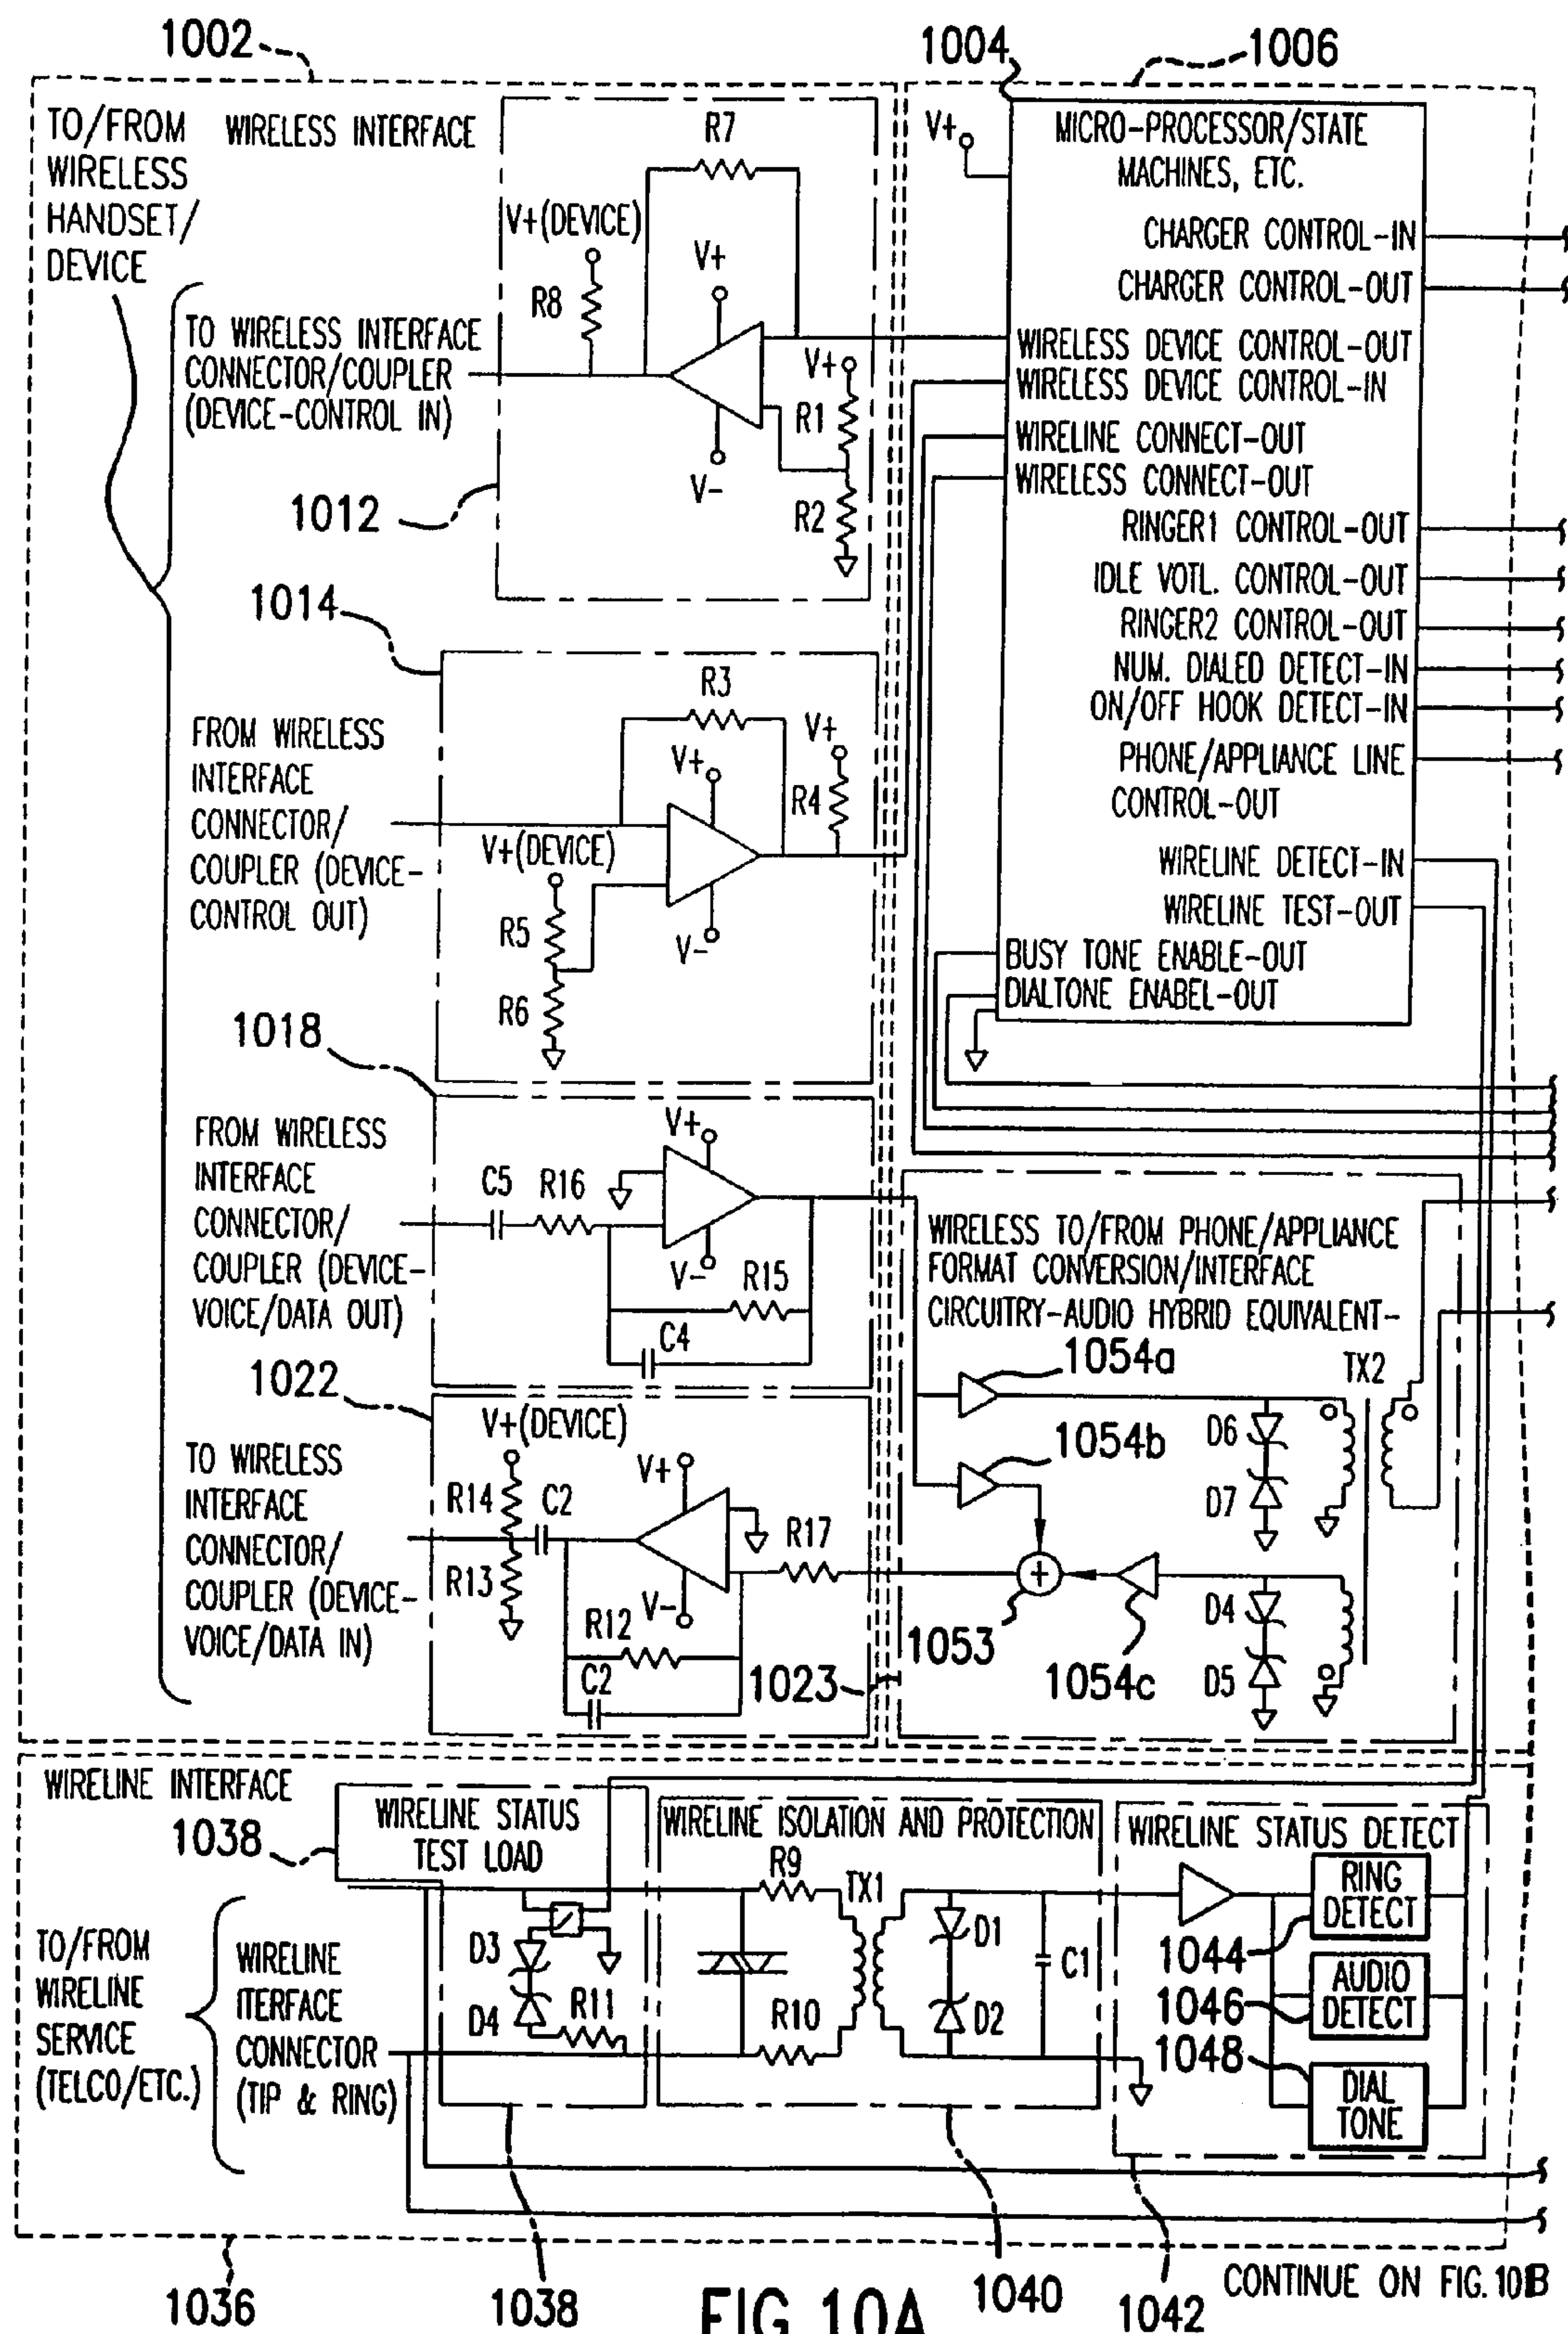 1002
1004
1006
TO/FROM
WIRELESS
HANDSET/
DEVICE
WIRELESS INTERFACE
R7
V+(DEVICE)
R8
V+
V+
R1
V-
R2
TO WIRELESS INTERFACE
CONNECTOR/COUPLER
(DEVICE-CONTROL IN)
1012
V+
MICRO-PROCESSOR/STATE
MACHINES, ETC.
CHARGER CONTROL-IN
CHARGER CONTROL-OUT
WIRELESS DEVICE CONTROL-OUT
WIRELESS DEVICE CONTROL-IN
WIRELINE CONNECT-OUT
WIRELESS CONNECT-OUT
RINGER1 CONTROL-OUT
IDLE VOTL. CONTROL-OUT
RINGER2 CONTROL-OUT
NUM. DIALED DETECT-IN
ON/OFF HOOK DETECT-IN
PHONE/APPLIANCE LINE
CONTROL-OUT
WIRELINE DETECT-IN
WIRELINE TEST-OUT
BUSY TONE ENABLE-OUT
DIALTONE ENABEL-OUT
1014
R3
V+
V+
R4
FROM WIRELESS
INTERFACE
CONNECTOR/
COUPLER (DEVICE-
CONTROL OUT)
V+(DEVICE)
R5
V-
R6
1018
FROM WIRELESS
INTERFACE
CONNECTOR/
COUPLER (DEVICE-
VOICE/DATA OUT)
V+
C5
R16
V-
R15
C4
WIRELESS TO/FROM PHONE/APPLIANCE
FORMAT CONVERSION/INTERFACE
CIRCUITRY-AUDIO HYBRID EQUIVALENT-
1054a
TX2
1054b
D6
D7
1053
1054c
D4
D5
1023
1022
V+(DEVICE)
TO WIRELESS
INTERFACE
CONNECTOR/
COUPLER (DEVICE-
VOICE/DATA IN)
R14
C2
V+
R17
R13
V-
R12
C2
WIRELINE INTERFACE
1038
WIRELINE STATUS
TEST LOAD
WIRELINE ISOLATION AND PROTECTION
WIRELINE STATUS DETECT
R9
TX1
RING
DETECT
1044
AUDIO
DETECT
1046
1048
DIAL
TONE
D3
D4
R11
R10
D1
D2
C1
TO/FROM
WIRELINE
SERVICE
(TELCO/ETC.)
WIRELINE
ITERFACE
CONNECTOR
(TIP & RING)
1036
1038
1040
1042
CONTINUE ON FIG.10B
FIG.10A